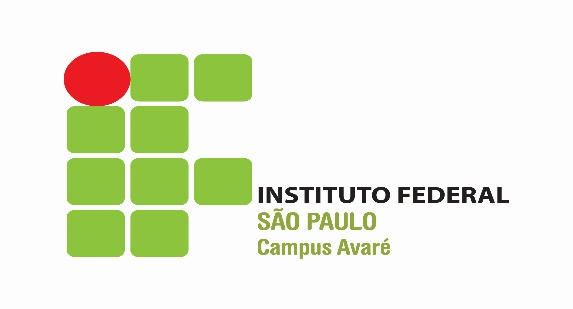 INSTITUTO FEDERAL
SÃO PAULO
Campus Avaré